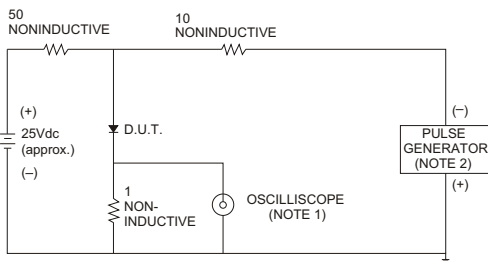 50
NONINDUCTIVE
10
NONINDUCTIVE
(+)
25Vdc
(approx.)
(–)
D.U.T.
1
NON-
INDUCTIVE
OSCILLISCOPE
(NOTE 1)
(–)
PULSE
GENERATOR
(NOTE 2)
(+)